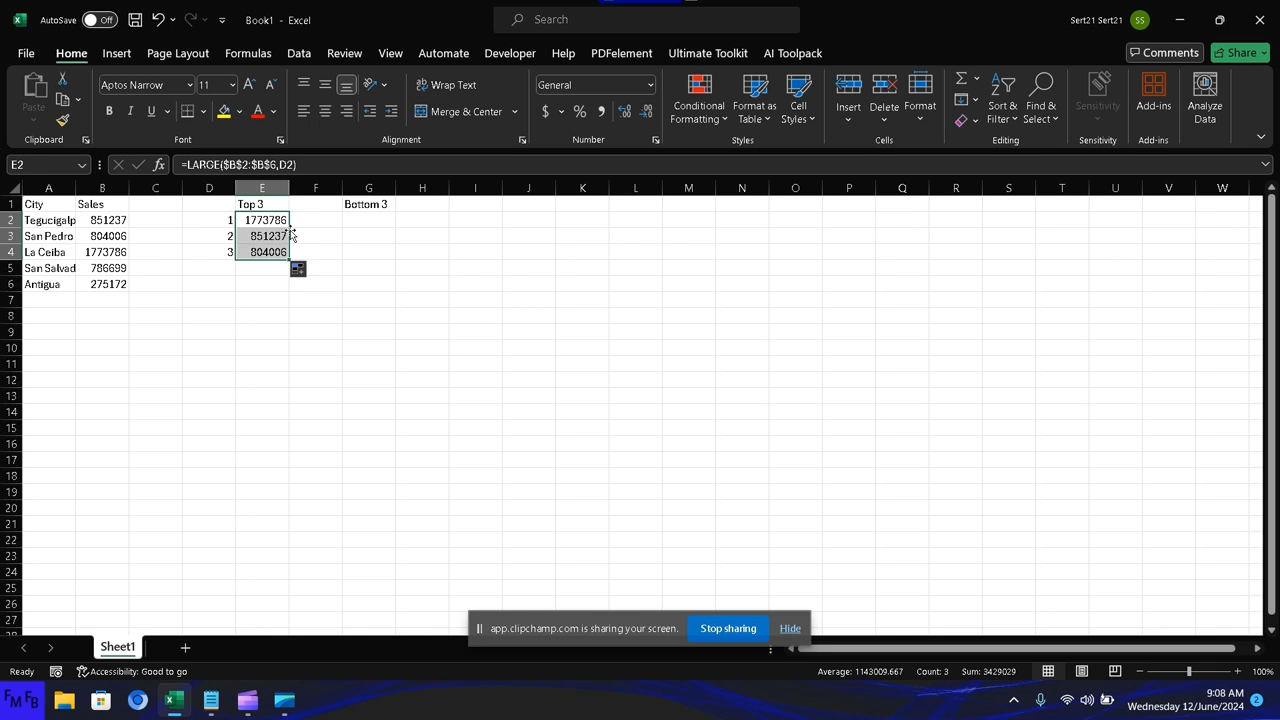 AutoSave Off Book1 - Excel Search Sert21 Sert21 SS
File Home Insert Page Layout Formulas Data Review View Automate Developer Help PDFelement Ultimate Toolkit AI Toolpack Comments Share
Paste Aptos Narrow 11 Wrap Text General Conditional Formatting Format as Table Cell Styles Insert Delete Format Sort & Filter Find & Select Sensitivity Add-ins Analyze Data
B I U Merge & Center $ %
Clipboard Font Alignment Number Styles Cells Editing Sensitivity Add-ins
E2 fx =LARGE($B$2:$B$6,D2)
A B C D E F G H I J K L M N O P Q R S T U V W
1 City Sales Top 3 Bottom 3
2 Tegucigalp 851237 1 1773786
3 San Pedro 804006 2 851237
4 La Ceiba 1773786 3 804006
5 San Salvad 786699
6 Antigua 275172
7
8
9
10
11
12
13
14
15
16
17
18
19
20
21
22
23
24
25
26
27
28
app.clipchamp.com is sharing your screen. Stop sharing Hide
Sheet1
Ready Accessibility: Good to go Average: 1143009.667 Count: 3 Sum: 3429029 100%
FM FB 9:08 AM
Wednesday 12/June/2024 2